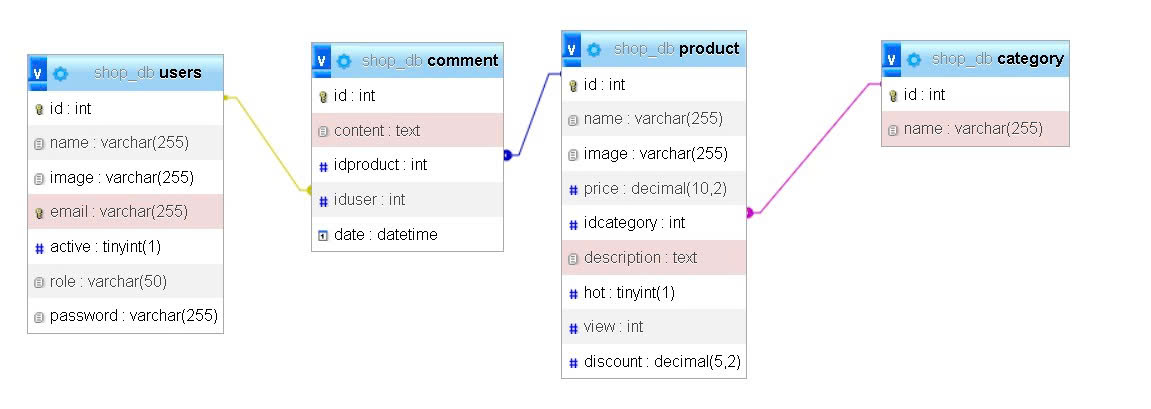 v shop_db users
id : int
name : varchar(255)
image : varchar(255)
email : varchar(255)
active : tinyint(1)
role : varchar(50)
password : varchar(255)
v shop_db comment
id : int
content : text
# idproduct : int
# iduser : int
date : datetime
v shop_db product
id : int
name : varchar(255)
image : varchar(255)
# price : decimal(10,2)
# idcategory : int
description : text
# hot : tinyint(1)
# view : int
# discount : decimal(5,2)
v shop_db category
id : int
name : varchar(255)